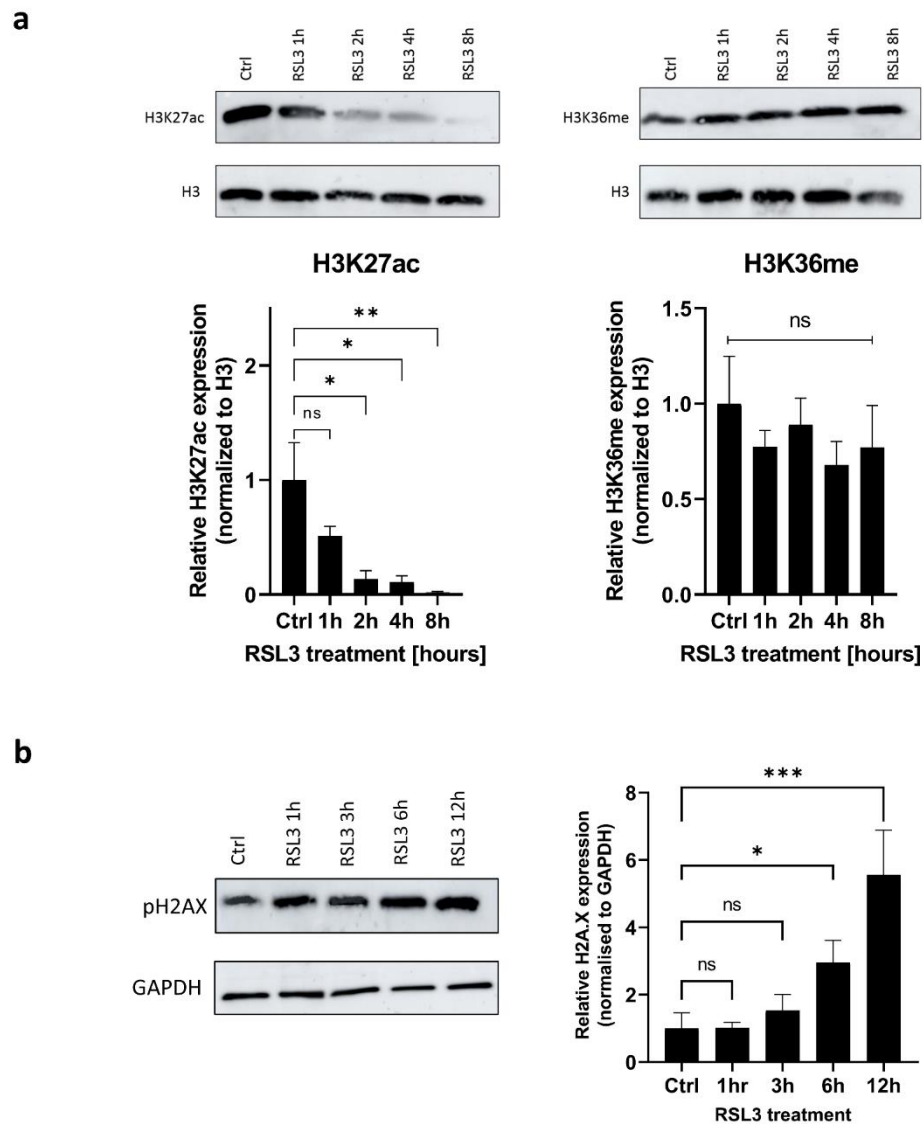 a
Ctrl
RSL3 1h
RSL3 2h
RSL3 4h
RSL3 8h
H3K27ac
H3
H3K27ac
Relative H3K27ac expression
(normalized to H3)
2
1
0
**
*
*
ns
Ctrl 1h 2h 4h 8h
RSL3 treatment [hours]
Ctrl
RSL3 1h
RSL3 2h
RSL3 4h
RSL3 8h
H3K36me
H3
H3K36me
Relative H3K36me expression
(normalized to H3)
1.5
1.0
0.5
0.0
ns
Ctrl 1h 2h 4h 8h
RSL3 treatment [hours]
b
Ctrl
RSL3 1h
RSL3 3h
RSL3 6h
RSL3 12h
pH2AX
GAPDH
Relative H2A.X expression
(normalised to GAPDH)
8
6
4
2
0
***
*
ns
ns
Ctrl 1hr 3h 6h 12h
RSL3 treatment